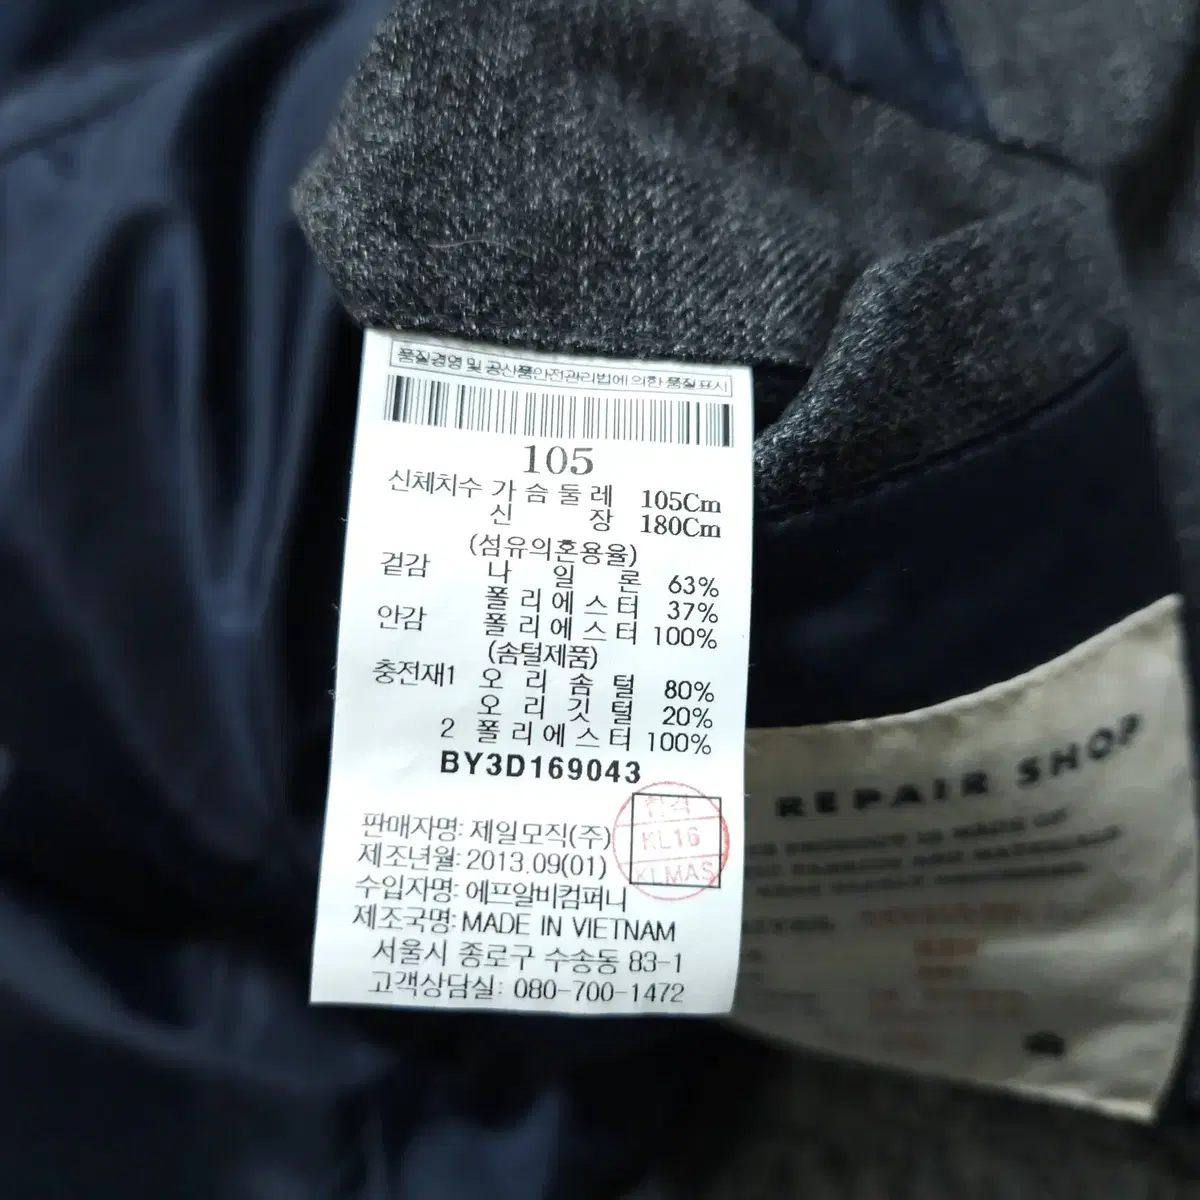 품질경영 및 공산품안전관리법에 의한 품질표시
105
신체치수 가슴둘레 105Cm
신장 180Cm
(섬유의혼용율)
겉감 나일론 63%
폴리에스터 37%
안감 폴리에스터 100%
(솜털제품)
충전재1 오리솜털 80%
오리깃털 20%
2 폴리에스터 100%
BY3D169043
합격
KL16
KLMAS
판매자명: 제일모직(주)
제조년월: 2013.09(01)
수입자명: 에프알비컴퍼니
제조국명: MADE IN VIETNAM
서울시 종로구 수송동 83-1
고객상담실: 080-700-1472
REPAIR SHOP
PRODUCT IS MADE OF